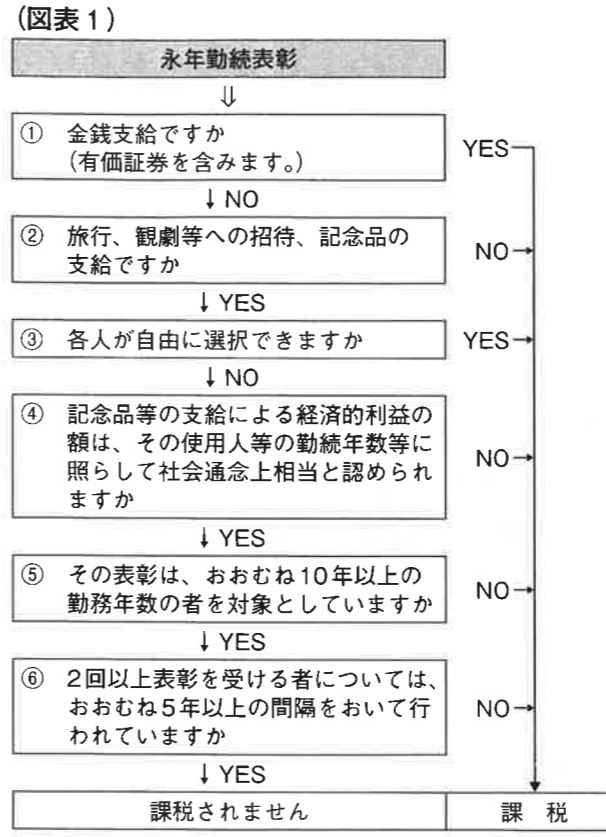 (図表1)
永年勤続表彰
⇓
① 金銭支給ですか
(有価証券を含みます。)
YES
↓ NO
② 旅行、観劇等への招待、記念品の
支給ですか
NO→
↓ YES
③ 各人が自由に選択できますか
YES→
↓ NO
④ 記念品等の支給による経済的利益の
額は、その使用人等の勤続年数等に
照らして社会通念上相当と認められ
ますか
NO→
↓ YES
⑤ その表彰は、おおむね10年以上の
勤務年数の者を対象としていますか
NO→
↓ YES
⑥ 2回以上表彰を受ける者については、
おおむね5年以上の間隔をおいて行
われていますか
NO→
↓ YES
課税されません
課 税